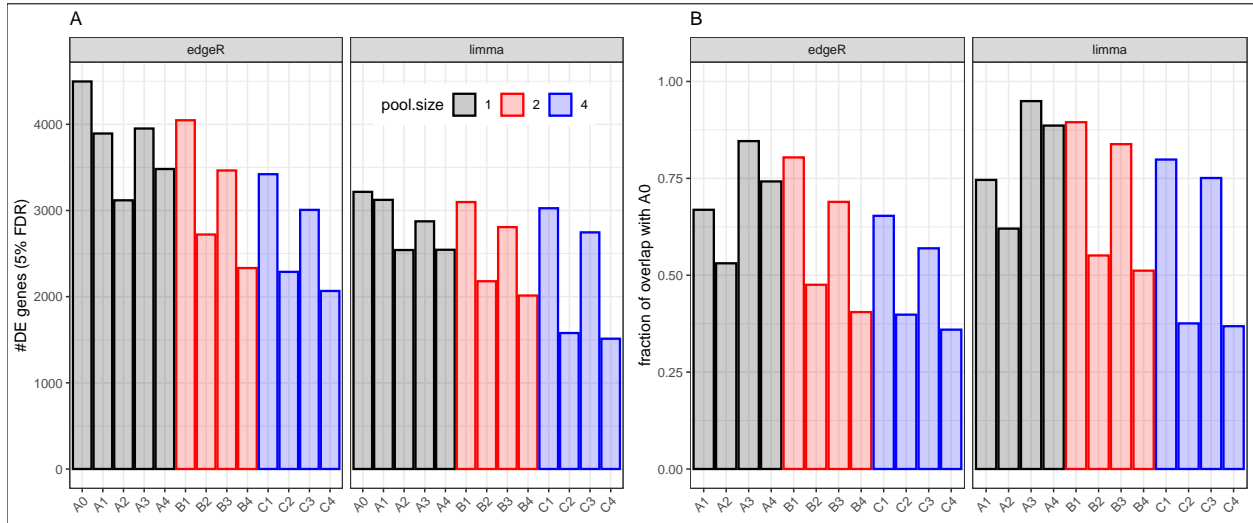 A
edgeR
limma
#DE genes (5% FDR)
4000
3000
2000
1000
0
pool.size 1 2 4
A0 A1 A2 A3 A4 B1 B2 B3 B4 C1 C2 C3 C4
A0 A1 A2 A3 A4 B1 B2 B3 B4 C1 C2 C3 C4
B
edgeR
limma
fraction of overlap with A0
1.00
0.75
0.50
0.25
0.00
A1 A2 A3 A4 B1 B2 B3 B4 C1 C2 C3 C4
A1 A2 A3 A4 B1 B2 B3 B4 C1 C2 C3 C4